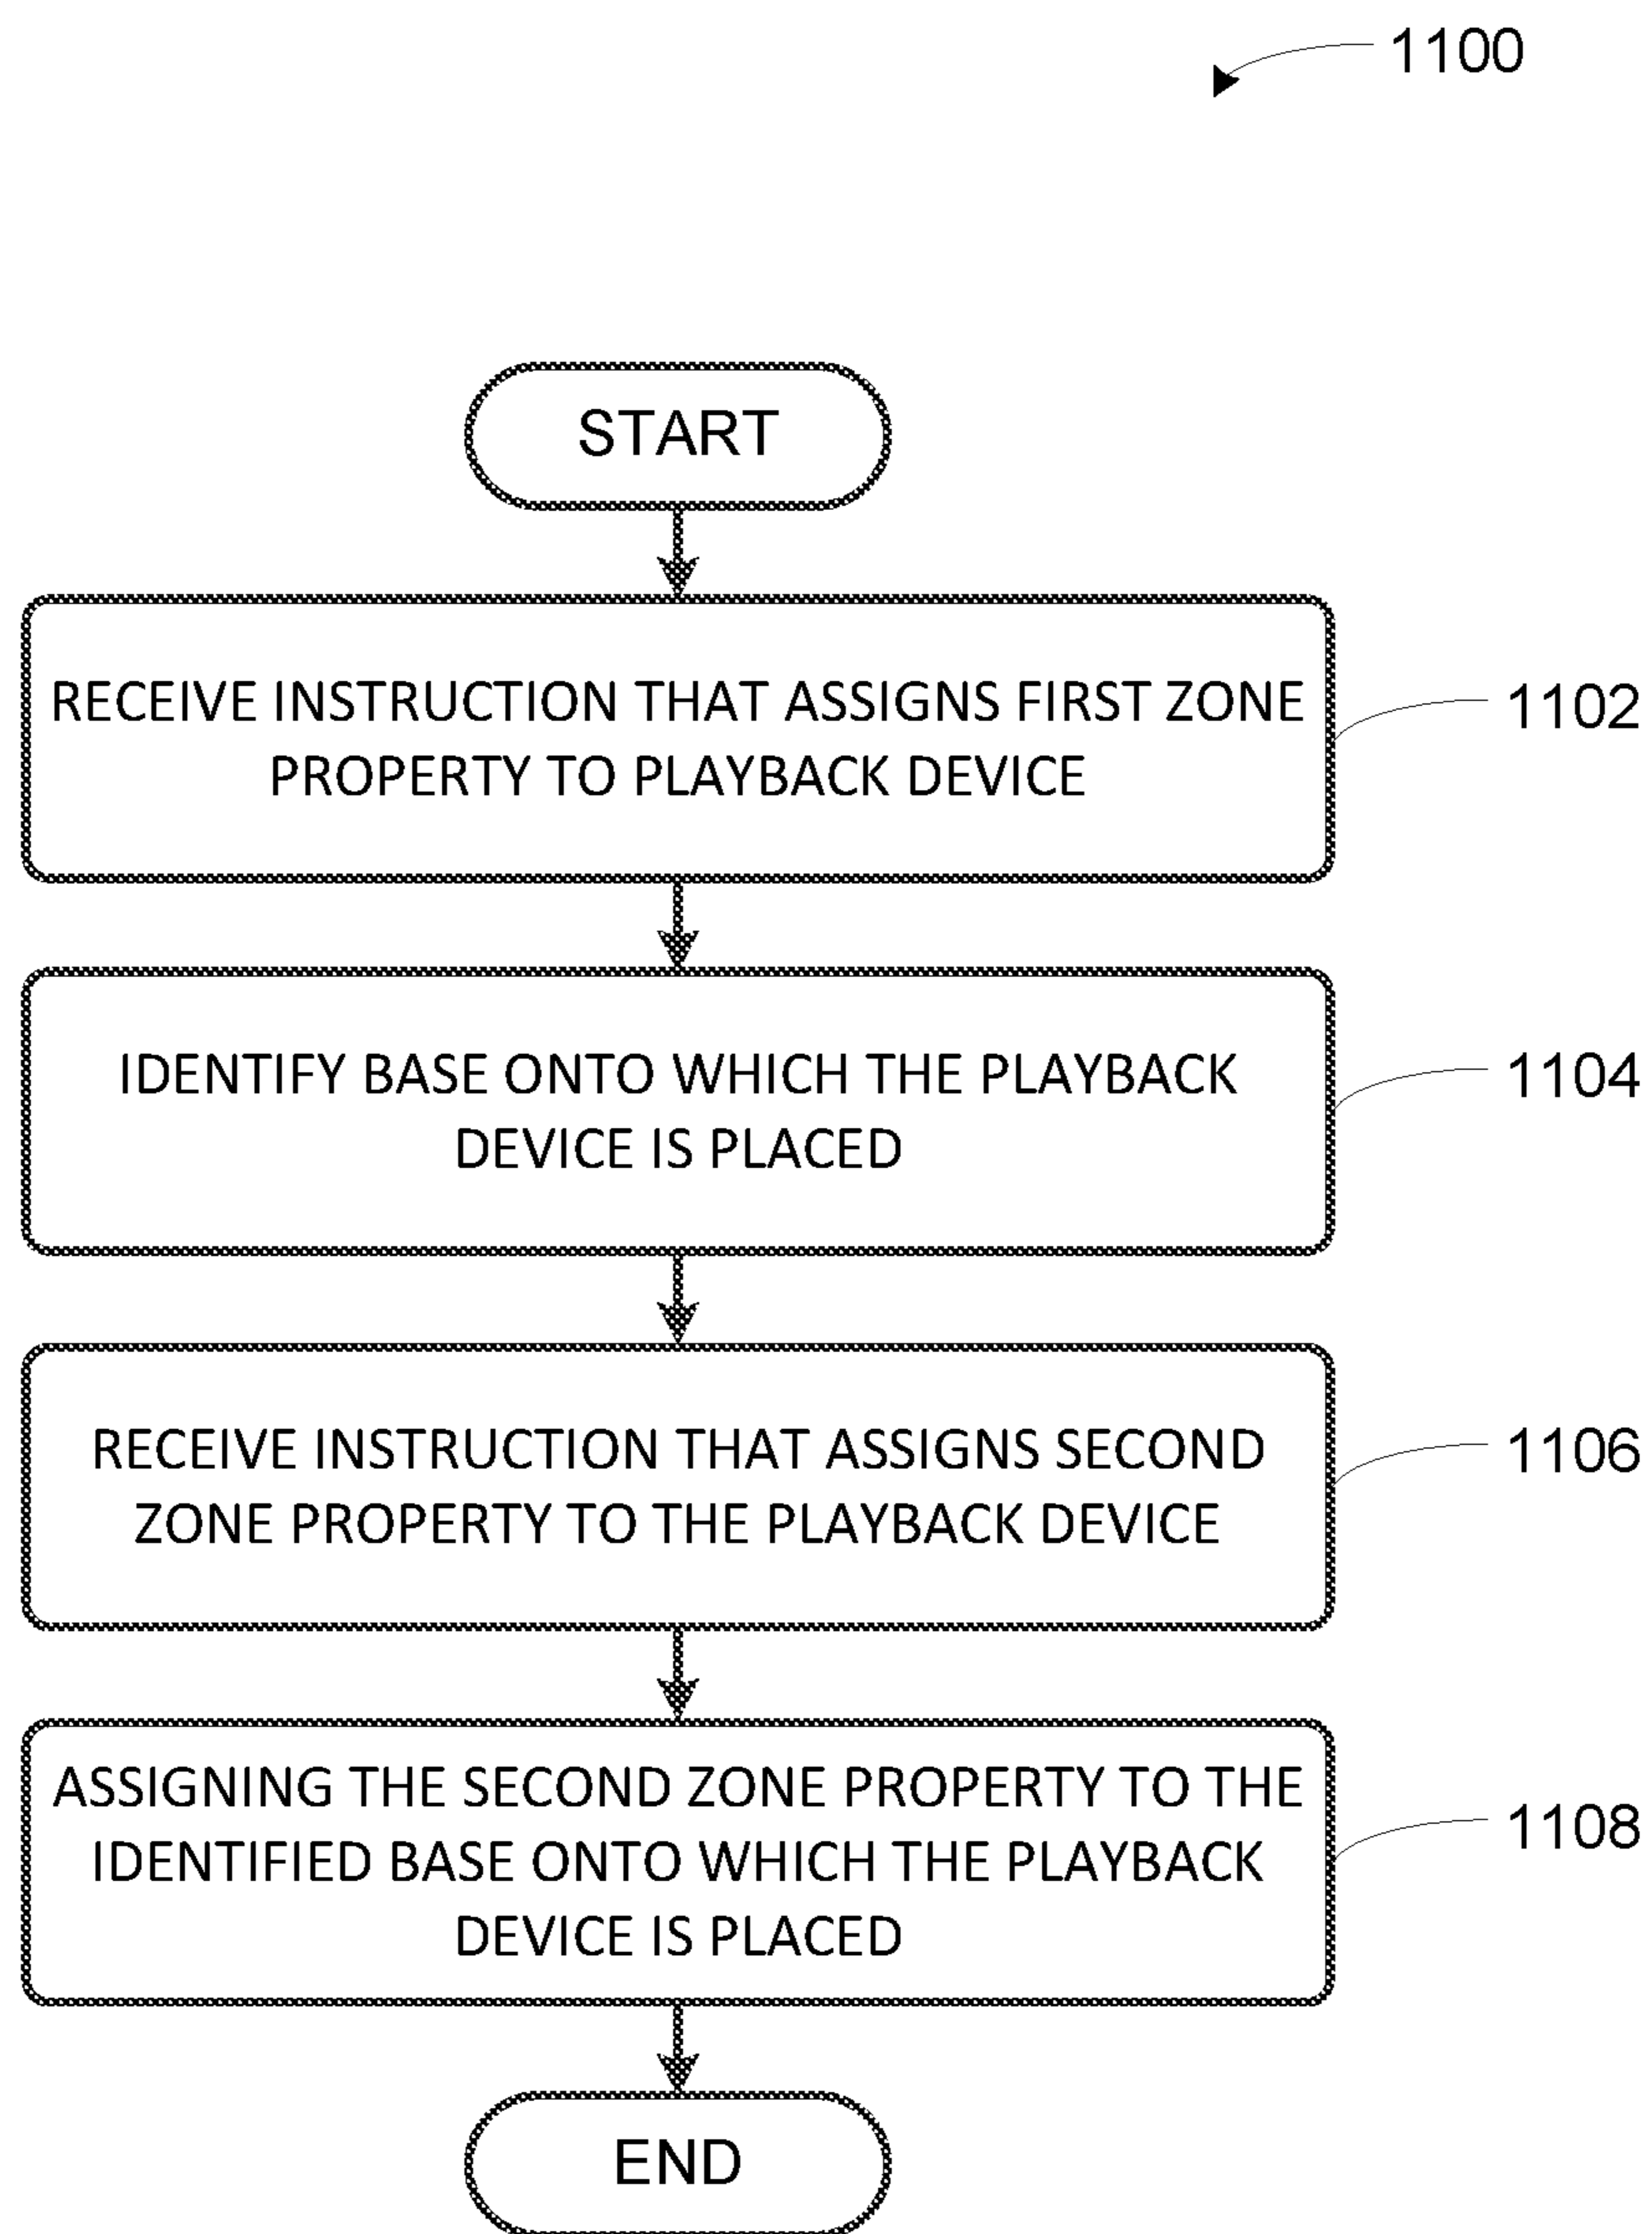 1100
START
RECEIVE INSTRUCTION THAT ASSIGNS FIRST ZONE
PROPERTY TO PLAYBACK DEVICE
1102
IDENTIFY BASE ONTO WHICH THE PLAYBACK
DEVICE IS PLACED
1104
RECEIVE INSTRUCTION THAT ASSIGNS SECOND
ZONE PROPERTY TO THE PLAYBACK DEVICE
1106
ASSIGNING THE SECOND ZONE PROPERTY TO THE
IDENTIFIED BASE ONTO WHICH THE PLAYBACK
DEVICE IS PLACED
1108
END